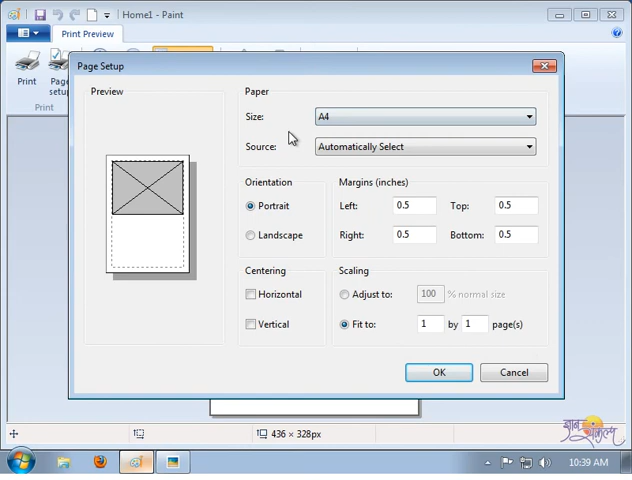 Home1 - Paint
Print Preview
Print
Page
setup
Print
Page Setup
Preview
Paper
Size:
A4
Source:
Automatically Select
Orientation
Portrait
Landscape
Margins (inches)
Left: 0.5 Top: 0.5
Right: 0.5 Bottom: 0.5
Centering
Horizontal
Vertical
Scaling
Adjust to: 100 % normal size
Fit to: 1 by 1 page(s)
OK
Cancel
436 × 328px
10:39 AM